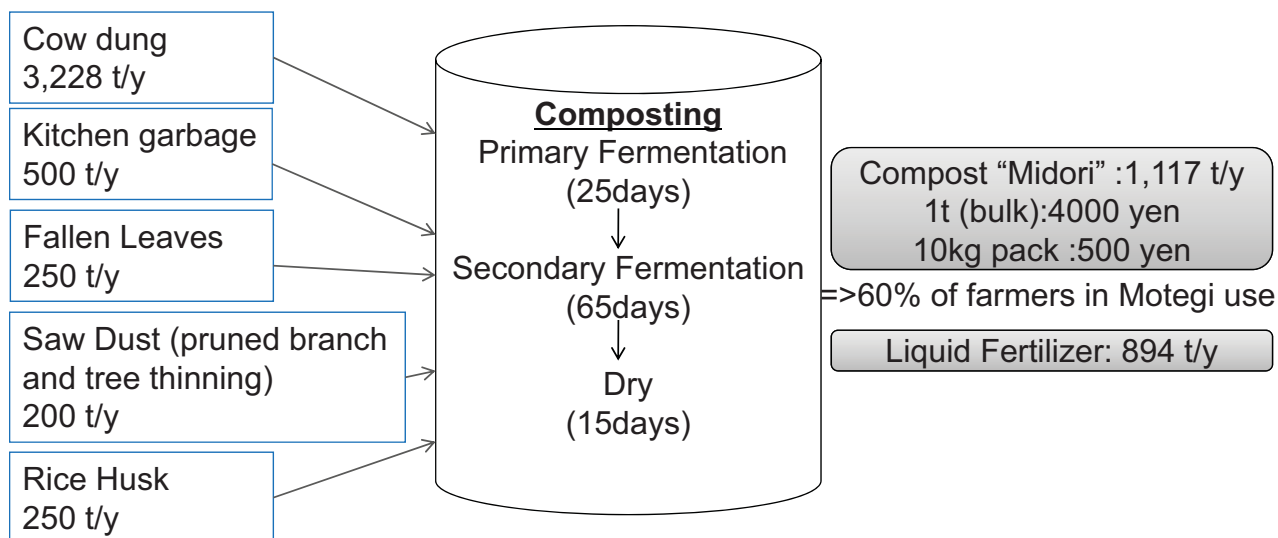 Cow dung
3,228 t/y
Kitchen garbage
500 t/y
Fallen Leaves
250 t/y
Saw Dust (pruned branch
and tree thinning)
200 t/y
Rice Husk
250 t/y
Composting
Primary Fermentation
(25days)
Secondary Fermentation
(65days)
Dry
(15days)
Compost “Midori” :1,117 t/y
1t (bulk):4000 yen
10kg pack :500 yen
=>60% of farmers in Motegi use
Liquid Fertilizer: 894 t/y